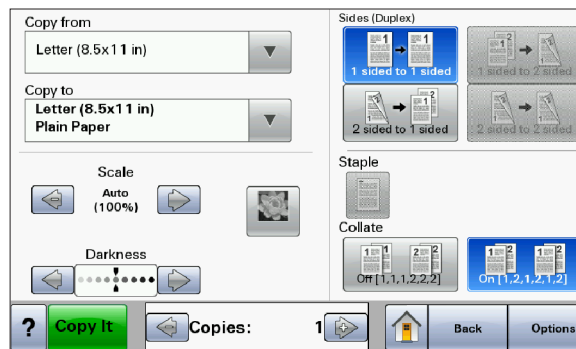 Copy from
Letter (8.5x11 in)
Copy to
Letter (8.5x11 in)
Plain Paper
Scale
Auto
(100%)
Darkness
Sides (Duplex)
1 sided to 1 sided
1 sided to 2 sided
2 sided to 1 sided
2 sided to 2 sided
Staple
Collate
Off [1,1,1,2,2,2]
On [1,2,1,2,1,2]
? Copy It Copies: 1 Back Options